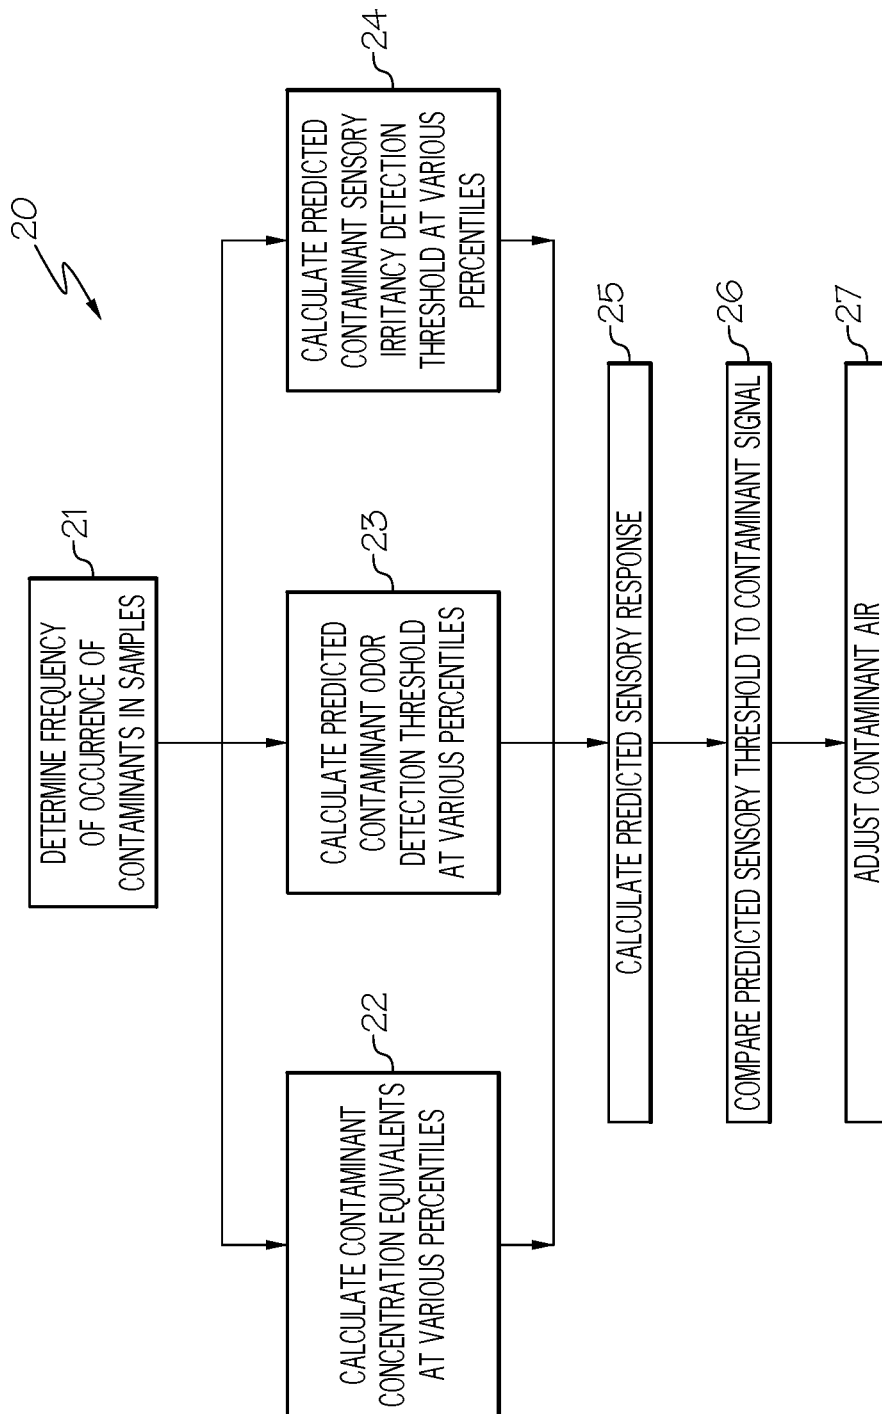 20
21
DETERMINE FREQUENCY
OF OCCURRENCE OF
CONTAMINANTS IN SAMPLES
22
CALCULATE CONTAMINANT
CONCENTRATION EQUIVALENTS
AT VARIOUS PERCENTILES
23
CALCULATE PREDICTED
CONTAMINANT ODOR
DETECTION THRESHOLD
AT VARIOUS PERCENTILES
24
CALCULATE PREDICTED
CONTAMINANT SENSORY
IRRITANCY DETECTION
THRESHOLD AT VARIOUS
PERCENTILES
25
CALCULATE PREDICTED SENSORY RESPONSE
26
COMPARE PREDICTED SENSORY THRESHOLD TO CONTAMINANT SIGNAL
27
ADJUST CONTAMINANT AIR